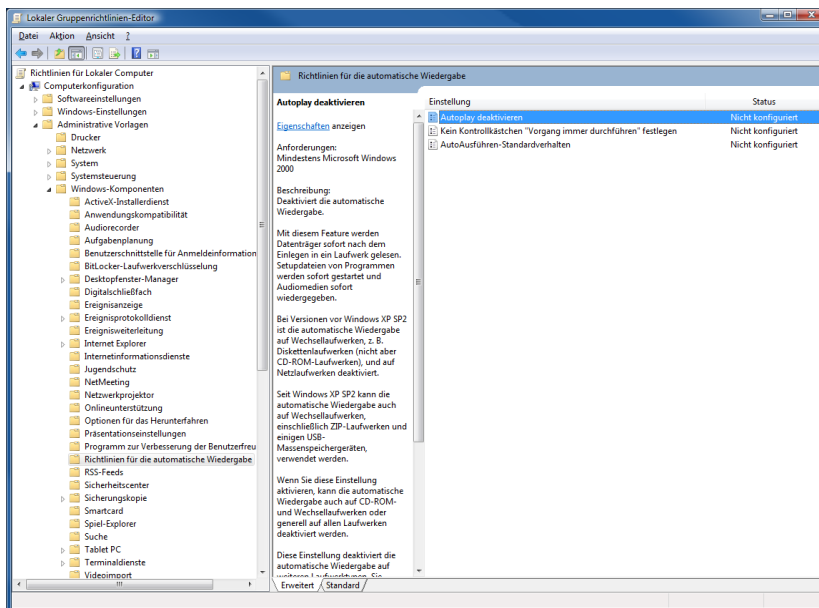 Lokaler Gruppenrichtlinien-Editor
Datei Aktion Ansicht ?
Richtlinien für Lokaler Computer
Computerkonfiguration
Softwareeinstellungen
Windows-Einstellungen
Administrative Vorlagen
Drucker
Netzwerk
System
Systemsteuerung
Windows-Komponenten
ActiveX-Installerdienst
Anwendungskompatibilität
Audiorecorder
Aufgabenplanung
Benutzerschnittstelle für Anmeldeinformation
BitLocker-Laufwerkverschlüsselung
Desktopfenster-Manager
Digitalschließfach
Ereignisanzeige
Ereignisprotokolldienst
Ereignisweiterleitung
Internet Explorer
Internetinformationsdienste
Jugendschutz
NetMeeting
Netzwerkprojektor
Onlineunterstützung
Optionen für das Herunterfahren
Präsentationseinstellungen
Programm zur Verbesserung der Benutzerfreu
Richtlinien für die automatische Wiedergabe
RSS-Feeds
Sicherheitscenter
Sicherungskopie
Smartcard
Spiel-Explorer
Suche
Tablet PC
Terminaldienste
Videoimport
Richtlinien für die automatische Wiedergabe
Autoplay deaktivieren
Eigenschaften anzeigen
Anforderungen:
Mindestens Microsoft Windows
2000
Beschreibung:
Deaktiviert die automatische
Wiedergabe.
Mit diesem Feature werden
Datenträger sofort nach dem
Einlegen in ein Laufwerk gelesen.
Setupdateien von Programmen
werden sofort gestartet und
Audiomedien sofort
wiedergegeben.
Bei Versionen vor Windows XP SP2
ist die automatische Wiedergabe
auf Wechsellaufwerken, z. B.
Diskettenlaufwerken (nicht aber
CD-ROM-Laufwerken), und auf
Netzlaufwerken deaktiviert.
Seit Windows XP SP2 kann die
automatische Wiedergabe auch
auf Wechsellaufwerken,
einschließlich ZIP-Laufwerken und
einigen USB-
Massenspeichergeräten,
verwendet werden.
Wenn Sie diese Einstellung
aktivieren, kann die automatische
Wiedergabe auch auf CD-ROM-
und Wechsellaufwerken oder
generell auf allen Laufwerken
deaktiviert werden.
Diese Einstellung deaktiviert die
automatische Wiedergabe auf
weiteren Laufwerktypen. Sie
Einstellung Status
Autoplay deaktivieren Nicht konfiguriert
Kein Kontrollkästchen "Vorgang immer durchführen" festlegen Nicht konfiguriert
AutoAusführen-Standardverhalten Nicht konfiguriert
Erweitert Standard